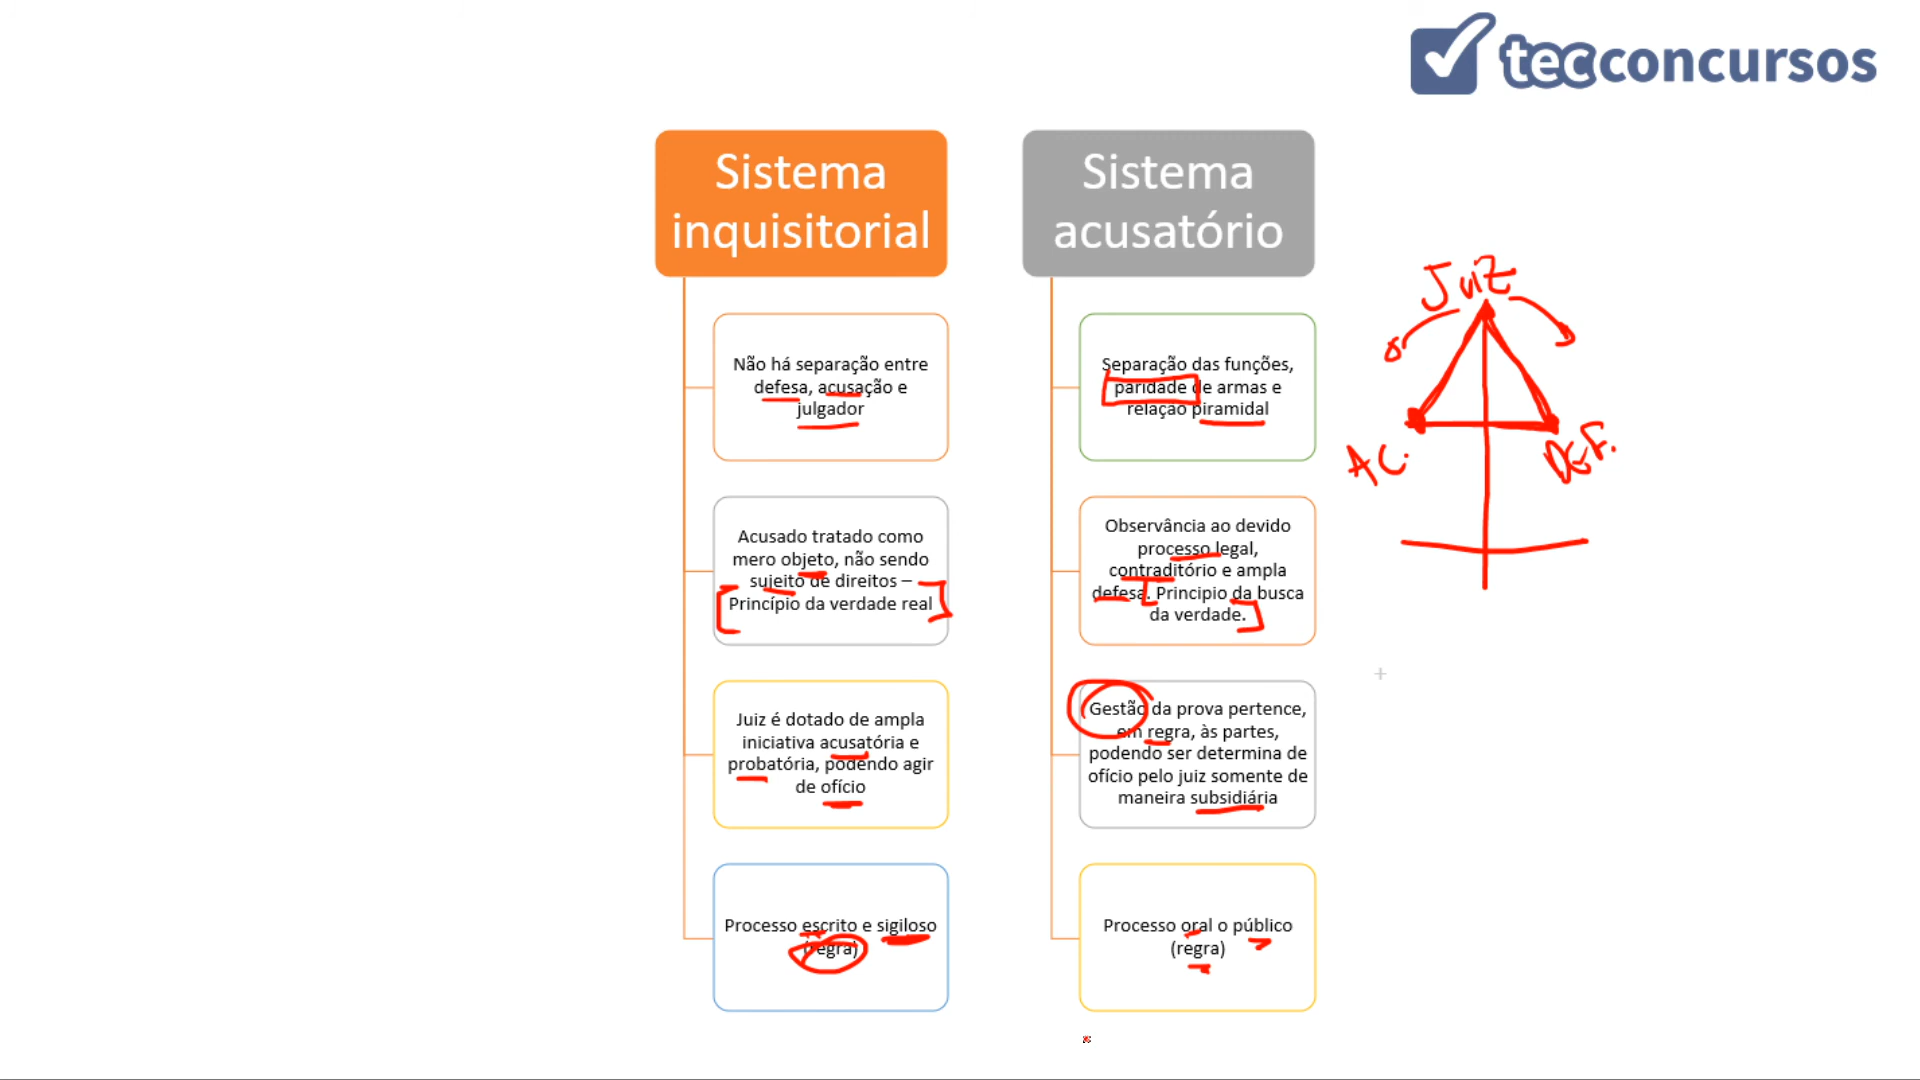 tecconcursos
Sistema
inquisitorial
Não há separação entre
defesa, acusação e
julgador
Acusado tratado como
mero objeto, não sendo
sujeito de direitos –
Princípio da verdade real
Juiz é dotado de ampla
iniciativa acusatória e
probatória, podendo agir
de ofício
Processo escrito e sigiloso
(regra)
Sistema
acusatório
Separação das funções,
paridade de armas e
relação piramidal
Observância ao devido
processo legal,
contraditório e ampla
defesa. Principio da busca
da verdade.
Gestão da prova pertence,
em regra, às partes,
podendo ser determina de
ofício pelo juiz somente de
maneira subsidiária
Processo oral o público
(regra)
Juiz
AC.
DEF.